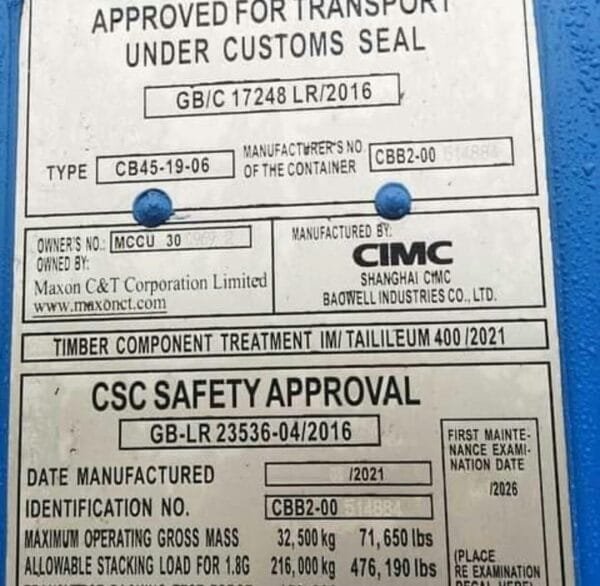 APPROVED FOR TRANSPORT
UNDER CUSTOMS SEAL
GB/C 17248 LR/2016
TYPE CB45-19-06
MANUFACTURER'S NO.
OF THE CONTAINER CBB2-00 514884
OWNER'S NO.: MCCU 30
OWNED BY:
Maxon C&T Corporation Limited
www.maxonct.com
MANUFACTURED BY:
CIMC
SHANGHAI CIMC
BAOWELL INDUSTRIES CO., LTD.
TIMBER COMPONENT TREATMENT IM/ TAILILEUM 400 /2021
CSC SAFETY APPROVAL
GB-LR 23536-04/2016
DATE MANUFACTURED /2021
IDENTIFICATION NO. CBB2-00 514884
MAXIMUM OPERATING GROSS MASS 32,500 kg 71,650 lbs
ALLOWABLE STACKING LOAD FOR 1.8G 216,000 kg 476,190 lbs
FIRST MAINTE-
NANCE EXAMI-
NATION DATE
/2026
(PLACE
RE EXAMINATION